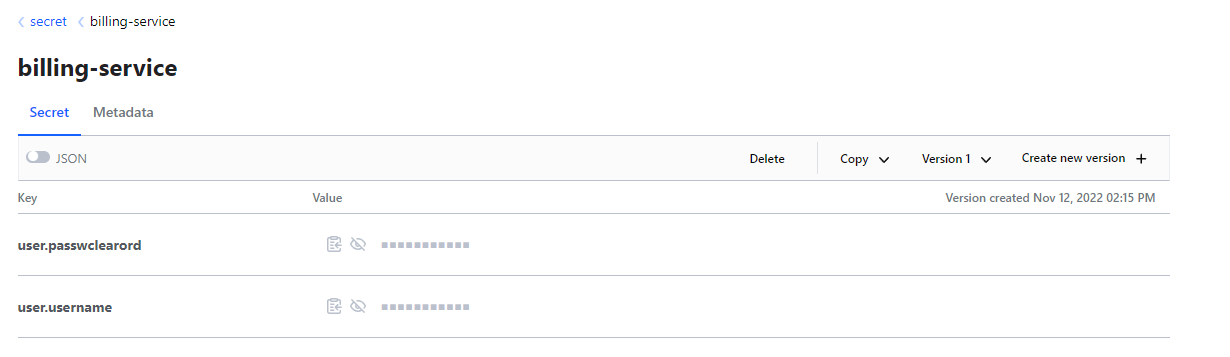 secret billing-service
billing-service
Secret Metadata
JSON Delete Copy Version 1 Create new version +
Key Value Version created Nov 12, 2022 02:15 PM
user.passwclearord
user.username